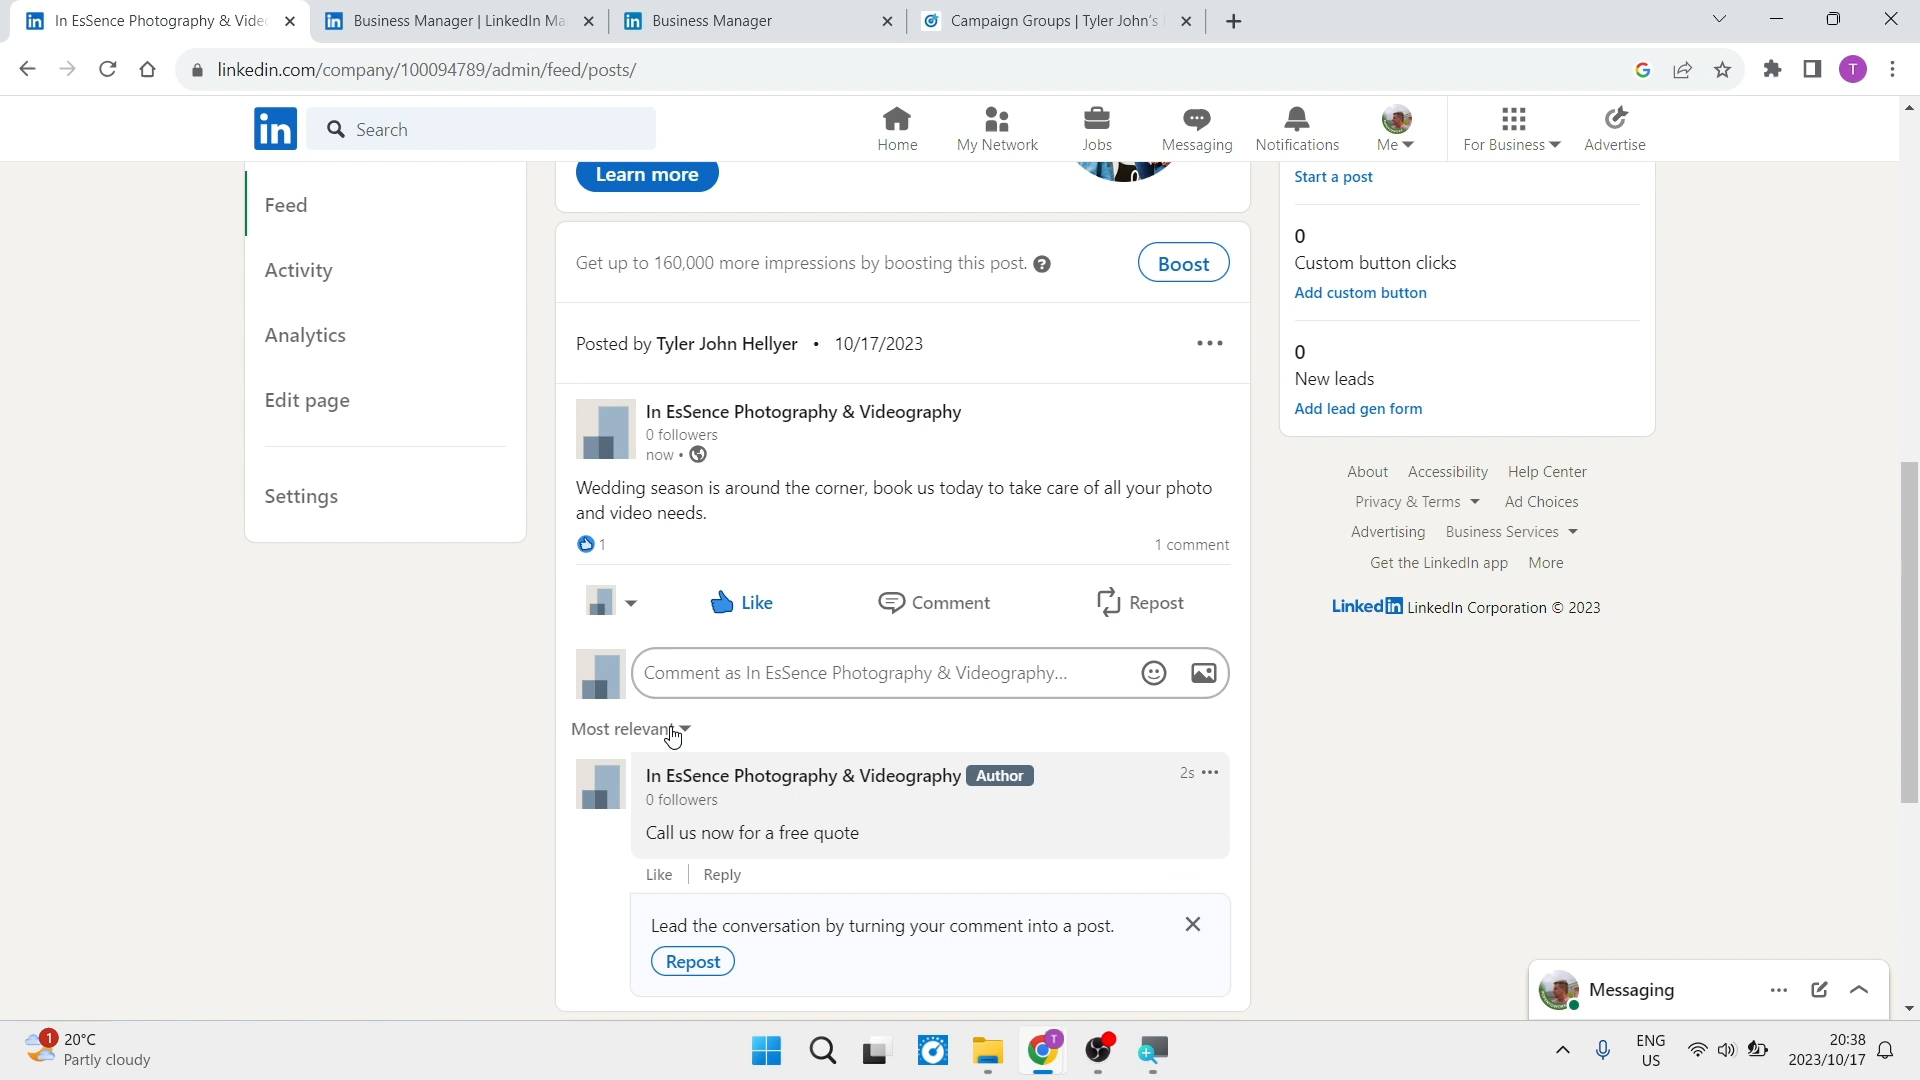 In EsSence Photography & Vide
Business Manager | LinkedIn Ma
Business Manager
Campaign Groups | Tyler John's
linkedin.com/company/100094789/admin/feed/posts/
T
in
Search
Home
My Network
Jobs
Messaging
Notifications
Me
For Business
Advertise
Feed
Activity
Analytics
Edit page
Settings
Learn more
Get up to 160,000 more impressions by boosting this post.
Boost
Posted by Tyler John Hellyer • 10/17/2023
In EsSence Photography & Videography
0 followers
now •
Wedding season is around the corner, book us today to take care of all your photo
and video needs.
1
1 comment
Like
Comment
Repost
Comment as In EsSence Photography & Videography...
Most relevant
In EsSence Photography & Videography Author
2s
0 followers
Call us now for a free quote
Like
Reply
Lead the conversation by turning your comment into a post.
Repost
Start a post
0
Custom button clicks
Add custom button
0
New leads
Add lead gen form
About Accessibility Help Center
Privacy & Terms Ad Choices
Advertising Business Services
Get the LinkedIn app More
LinkedIn LinkedIn Corporation © 2023
Messaging
1
20°C
Partly cloudy
T
ENG
US
20:38
2023/10/17